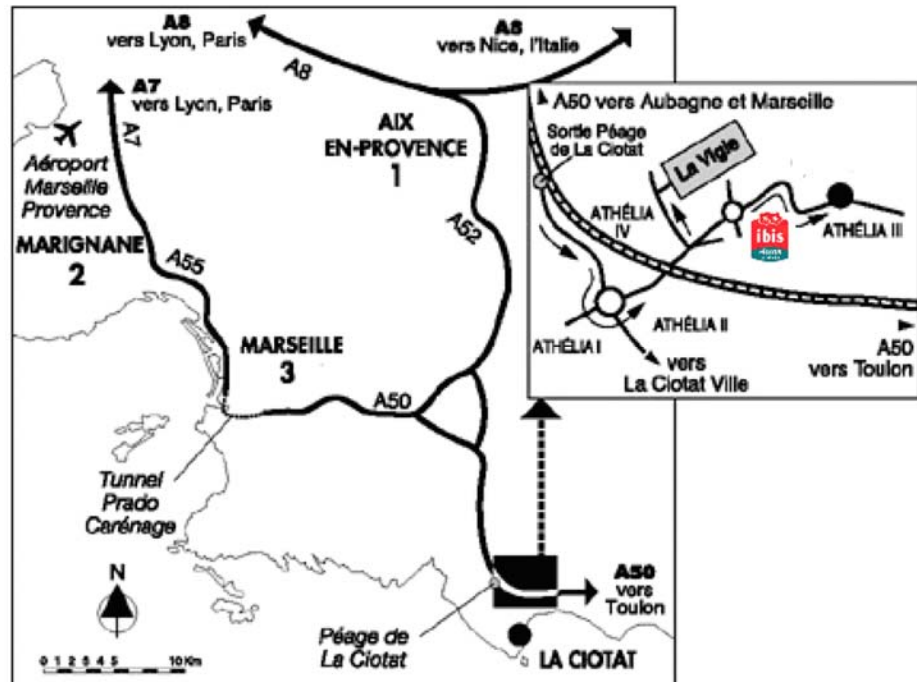 A8
vers Lyon, Paris
A8
vers Nice, l'Italie
A8
A7
vers Lyon, Paris
A7
Aéroport
Marseille
Provence
AIX
EN-PROVENCE
1
A52
MARIGNANE
2
A55
MARSEILLE
3
A50
Tunnel
Prado
Carénage
N
0 1 2 3 4 5 10 Km
Péage de
La Ciotat
LA CIOTAT
A50
vers
Toulon
A50 vers Aubagne et Marseille
Sortie Péage
de La Ciotat
La Vigie
ATHÉLIA
IV
ibis
ATHÉLIA III
ATHÉLIA I
ATHÉLIA II
vers
La Ciotat Ville
A50
vers Toulon